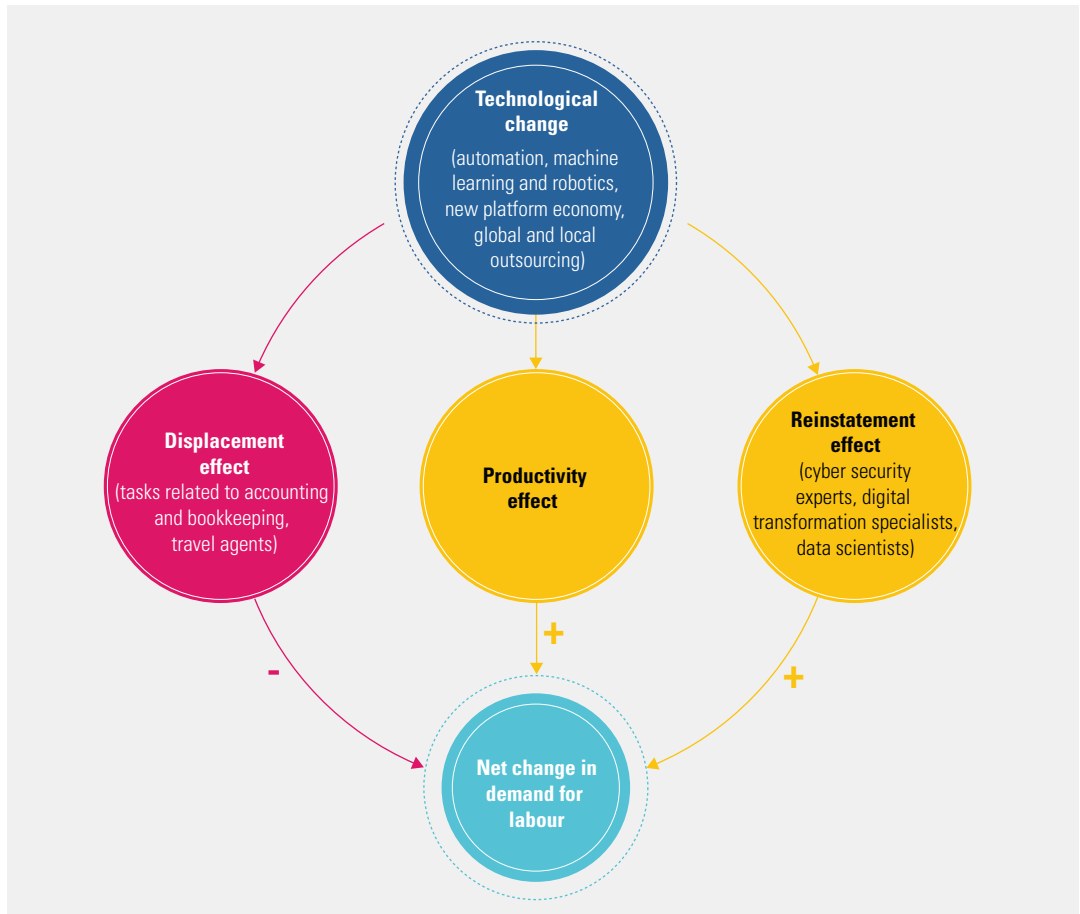 Technological
change
(automation, machine
learning and robotics,
new platform economy,
global and local
outsourcing)
Displacement
effect
(tasks related to accounting
and bookkeeping,
travel agents)
Productivity
effect
Reinstatement
effect
(cyber security
experts, digital
transformation specialists,
data scientists)
-
+
+
Net change in
demand for
labour